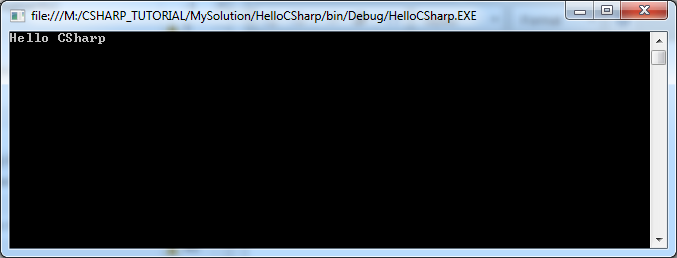 file:///M:/CSHARP_TUTORIAL/MySolution/HelloCSharp/bin/Debug/HelloCSharp.EXE
Hello CSharp